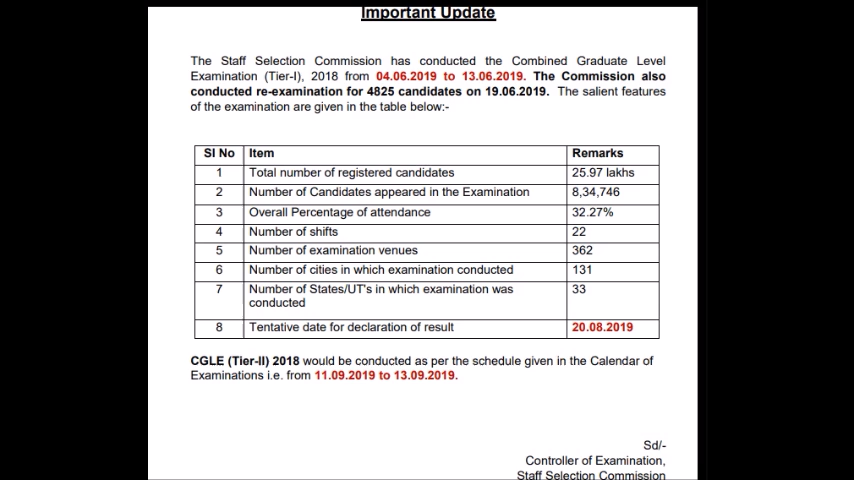 Important Update
The Staff Selection Commission has conducted the Combined Graduate Level
Examination (Tier-I), 2018 from 04.06.2019 to 13.06.2019. The Commission also
conducted re-examination for 4825 candidates on 19.06.2019. The salient features
of the examination are given in the table below:-
SI No Item Remarks
1 Total number of registered candidates 25.97 lakhs
2 Number of Candidates appeared in the Examination 8,34,746
3 Overall Percentage of attendance 32.27%
4 Number of shifts 22
5 Number of examination venues 362
6 Number of cities in which examination conducted 131
7 Number of States/UT's in which examination was 33
conducted
8 Tentative date for declaration of result 20.08.2019
CGLE (Tier-II) 2018 would be conducted as per the schedule given in the Calendar of
Examinations i.e. from 11.09.2019 to 13.09.2019.
Sd/-
Controller of Examination,
Staff Selection Commission